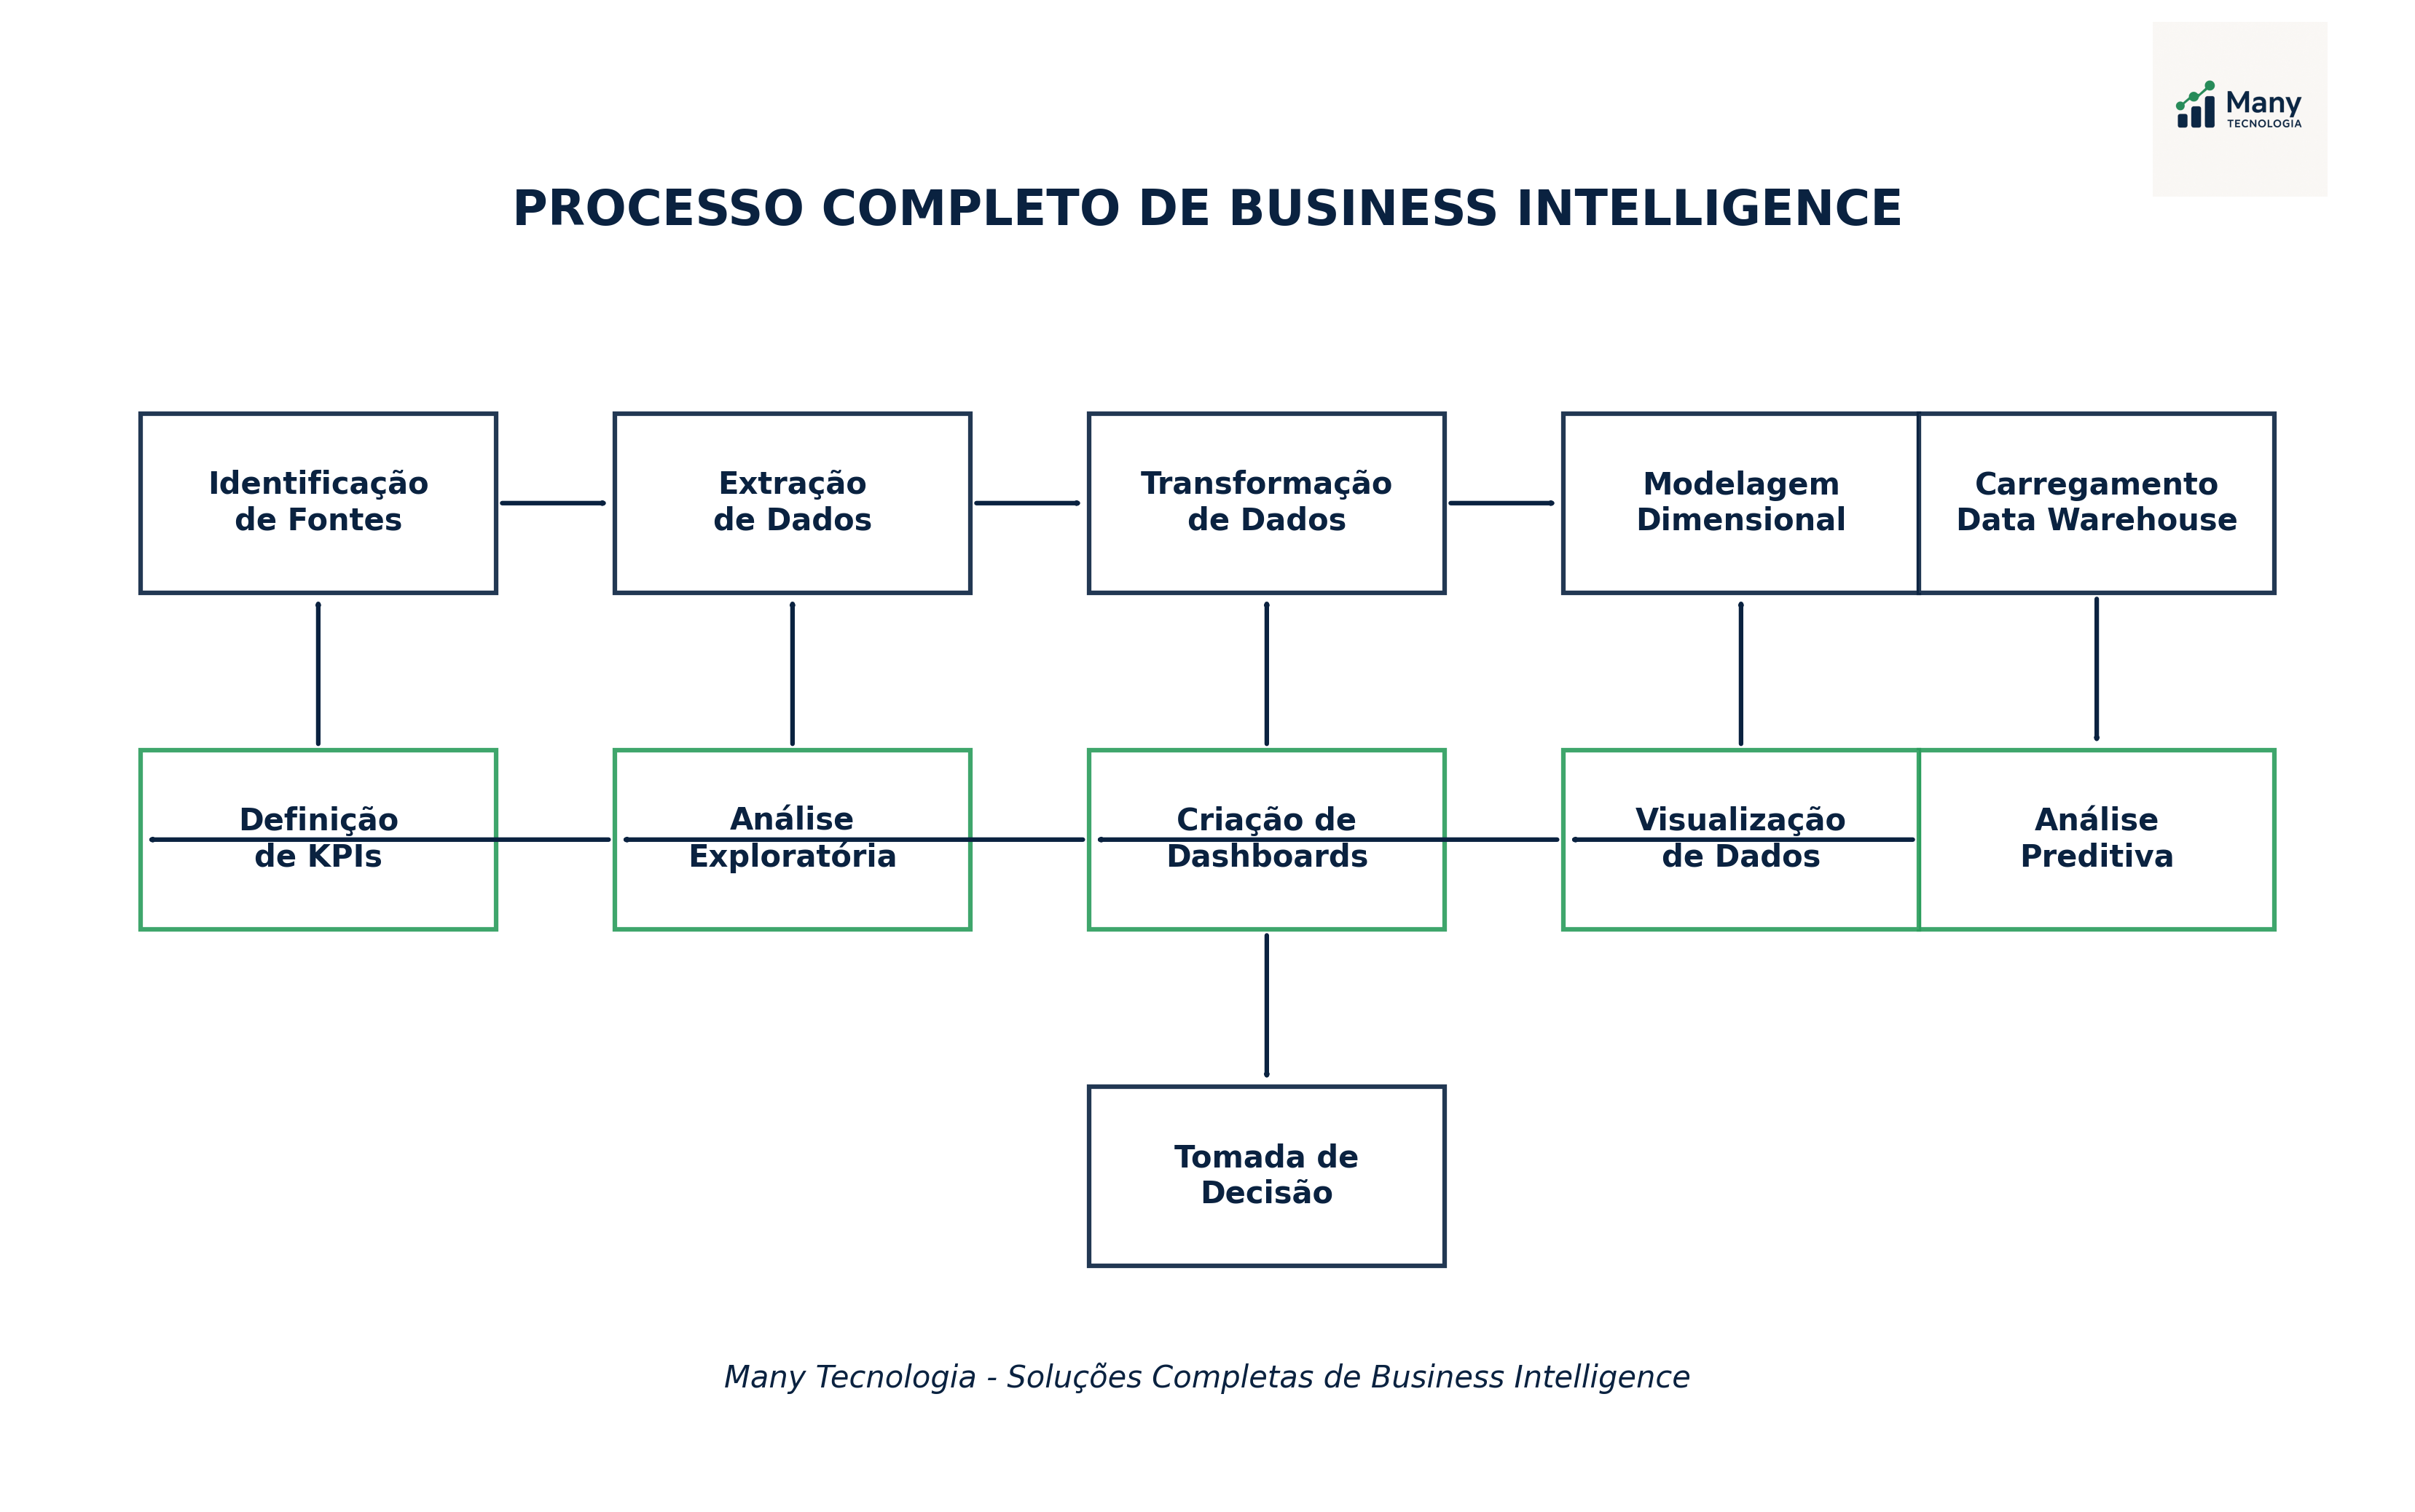 Many
TECNOLOGIA
PROCESSO COMPLETO DE BUSINESS INTELLIGENCE
Identificação
de Fontes
Extração
de Dados
Transformação
de Dados
Modelagem
Dimensional
Carregamento
Data Warehouse
Definição
de KPIs
Análise
Exploratória
Criação de
Dashboards
Visualização
de Dados
Análise
Preditiva
Tomada de
Decisão
Many Tecnologia - Soluções Completas de Business Intelligence